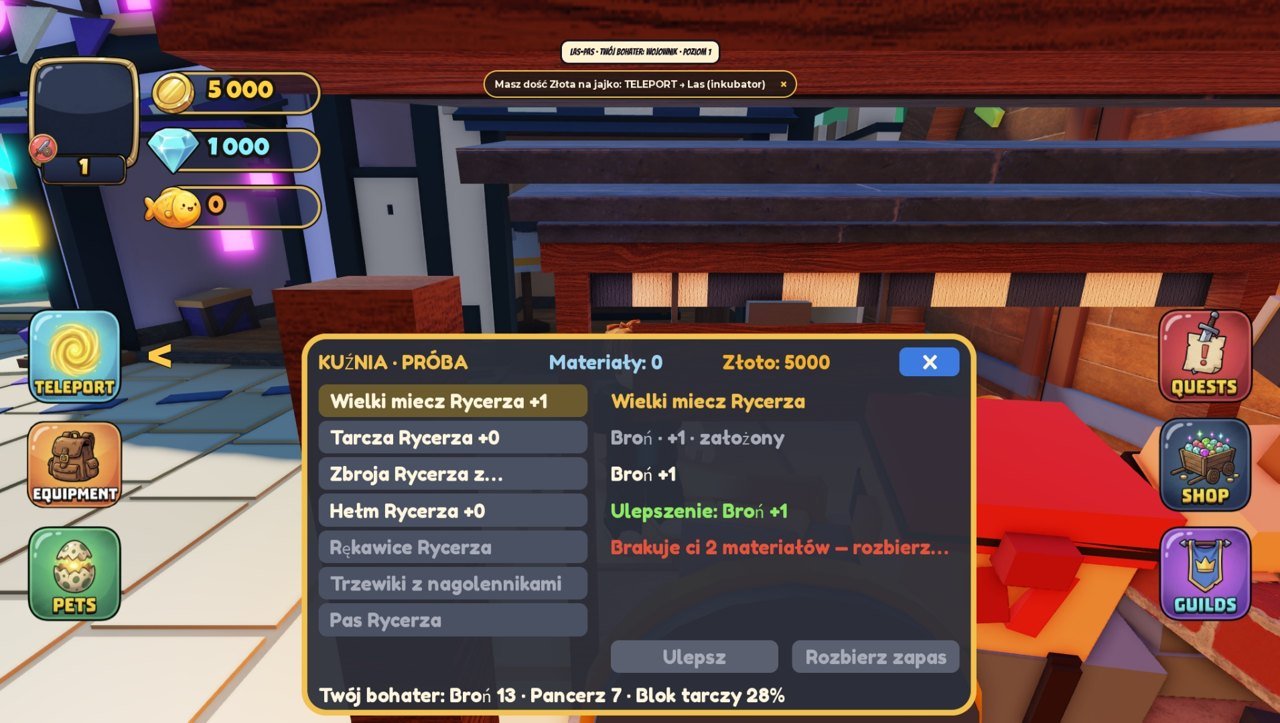 LAS-PAS · TWÓJ BOHATER: WOJOWNIK · POZIOM 1
Masz dość Złota na jajko: TELEPORT → Las (inkubator) ×
5 000
1 000
0
1
TELEPORT
<
EQUIPMENT
PETS
QUESTS
SHOP
GUILDS
KUŹNIA · PRÓBA Materiały: 0 Złoto: 5000 X
Wielki miecz Rycerza +1
Tarcza Rycerza +0
Zbroja Rycerza z...
Hełm Rycerza +0
Rękawice Rycerza
Trzewiki z nagolennikami
Pas Rycerza
Wielki miecz Rycerza
Broń · +1 · założony
Broń +1
Ulepszenie: Broń +1
Brakuje ci 2 materiałów — rozbierz...
Ulepsz
Rozbierz zapas
Twój bohater: Broń 13 · Pancerz 7 · Blok tarczy 28%